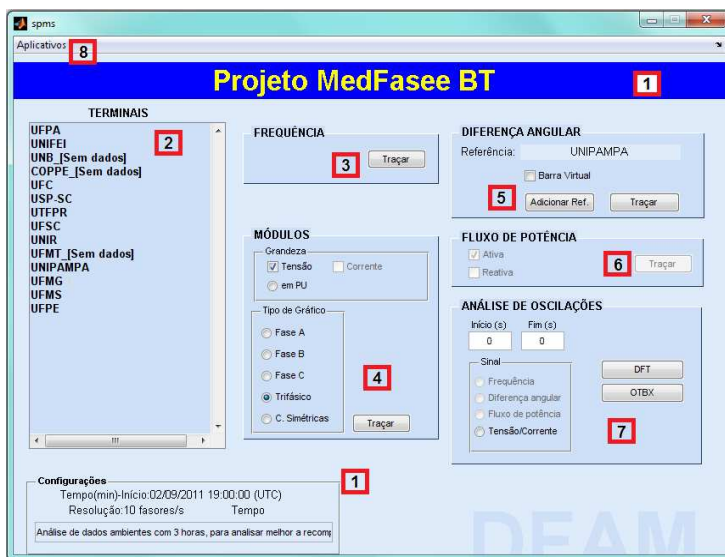 spms
Aplicativos
8
Projeto MedFasee BT
1
TERMINAIS
UFPA
UNIFEI
UNB_[Sem dados]
COPPE_[Sem dados]
UFC
USP-SC
UTFPR
UFSC
UNIR
UFMT_[Sem dados]
UNIPAMPA
UFMG
UFMS
UFPE
2
FREQUÊNCIA
3
Traçar
MÓDULOS
Grandeza
Tensão
Corrente
em PU
Tipo de Gráfico
Fase A
Fase B
Fase C
Trifásico
C. Simétricas
4
Traçar
DIFERENÇA ANGULAR
Referência: UNIPAMPA
Barra Virtual
5
Adicionar Ref.
Traçar
FLUXO DE POTÊNCIA
Ativa
Reativa
6
Traçar
ANÁLISE DE OSCILAÇÕES
Início (s) Fim (s)
0 0
Sinal
Frequência
Diferença angular
Fluxo de potência
Tensão/Corrente
DFT
OTBX
7
Configurações
1
Tempo(min)-Início:02/09/2011 19:00:00 (UTC)
Resolução:10 fasores/s Tempo
Análise de dados ambientes com 3 horas, para analisar melhor a recom
DEAM